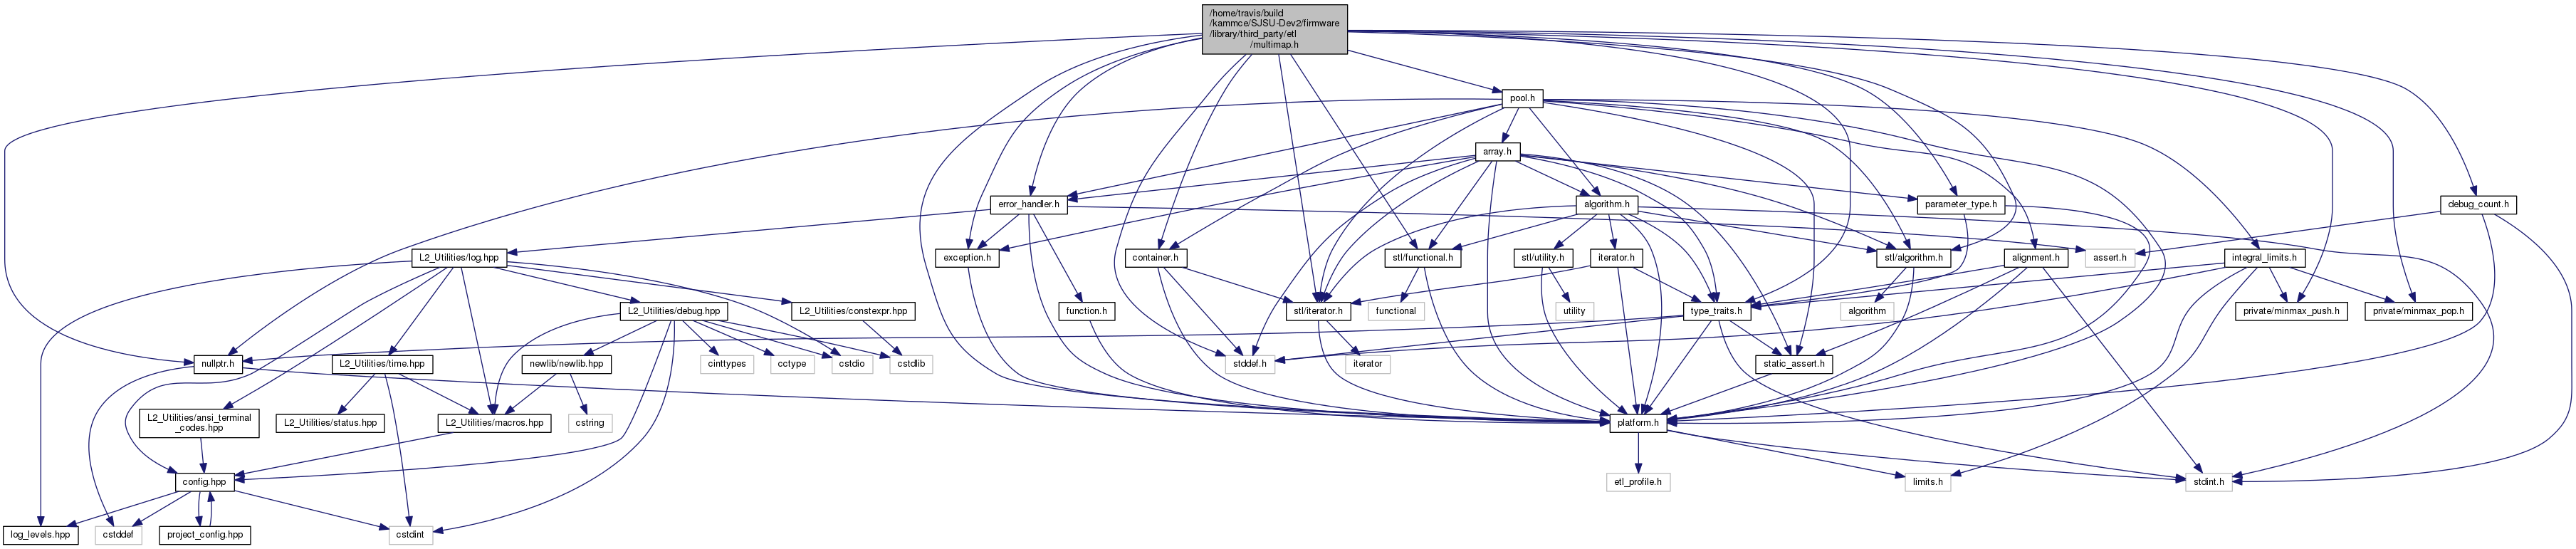 /home/travis/build
/kammce/SJSU-Dev2/firmware
/library/third_party/etl
/multimap.h
pool.h
array.h
error_handler.h
algorithm.h
parameter_type.h
debug_count.h
L2_Utilities/log.hpp
exception.h
container.h
stl/functional.h
stl/utility.h
iterator.h
stl/algorithm.h
alignment.h
assert.h
integral_limits.h
L2_Utilities/debug.hpp
L2_Utilities/constexpr.hpp
function.h
stl/iterator.h
functional
utility
type_traits.h
algorithm
private/minmax_push.h
private/minmax_pop.h
nullptr.h
L2_Utilities/time.hpp
newlib/newlib.hpp
cinttypes
cctype
cstdio
cstdlib
stddef.h
iterator
static_assert.h
L2_Utilities/ansi_terminal
_codes.hpp
L2_Utilities/status.hpp
L2_Utilities/macros.hpp
cstring
platform.h
config.hpp
etl_profile.h
limits.h
stdint.h
log_levels.hpp
cstddef
project_config.hpp
cstdint